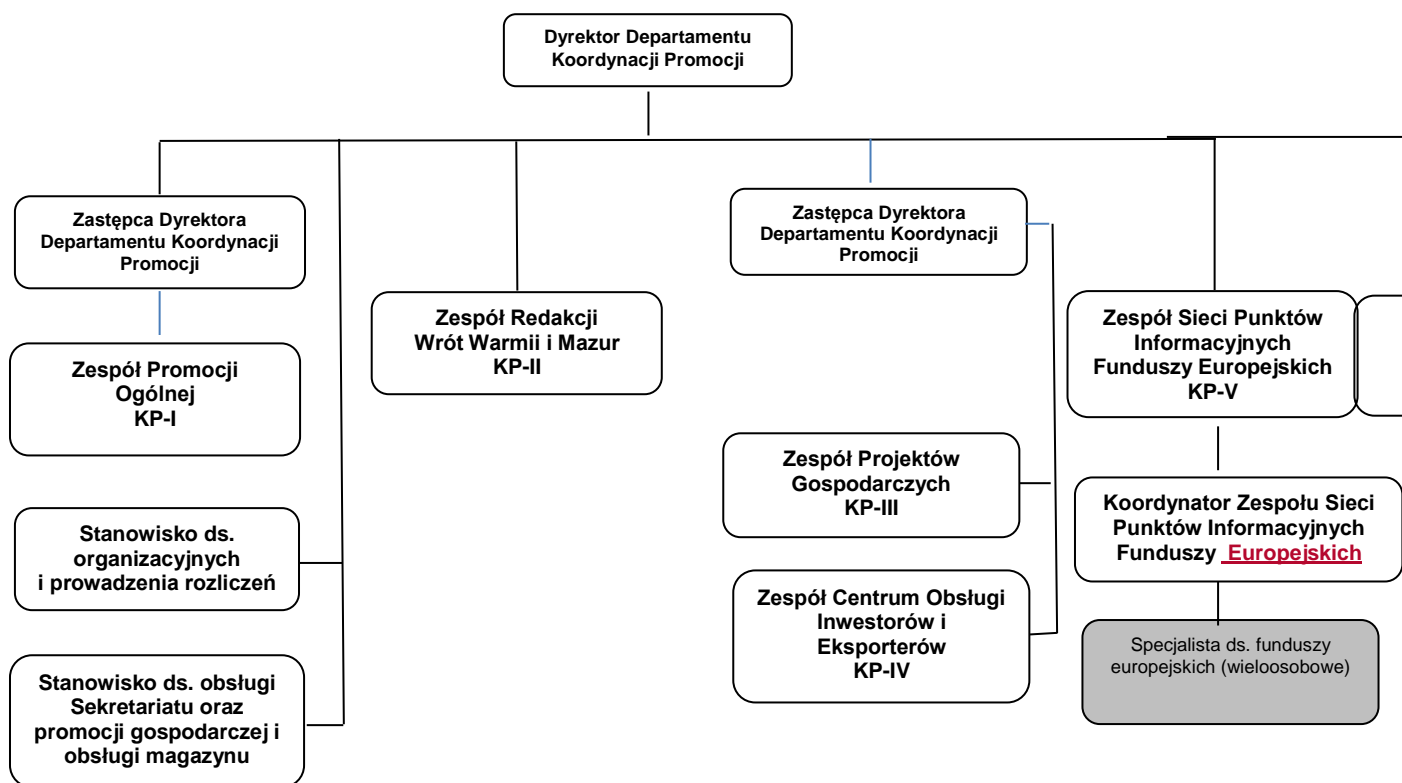 Dyrektor Departamentu
Koordynacji Promocji
Zastępca Dyrektora
Departamentu Koordynacji
Promocji
Zastępca Dyrektora
Departamentu Koordynacji
Promocji
Zespół Redakcji
Wrót Warmii i Mazur
KP-II
Zespół Sieci Punktów
Informacyjnych
Funduszy Europejskich
KP-V
Zespół Promocji
Ogólnej
KP-I
Zespół Projektów
Gospodarczych
KP-III
Koordynator Zespołu Sieci
Punktów Informacyjnych
Funduszy Europejskich
Stanowisko ds.
organizacyjnych
i prowadzenia rozliczeń
Zespół Centrum Obsługi
Inwestorów i
Eksporterów
KP-IV
Specjalista ds. funduszy
europejskich (wieloosobowe)
Stanowisko ds. obsługi
Sekretariatu oraz
promocji gospodarczej i
obsługi magazynu